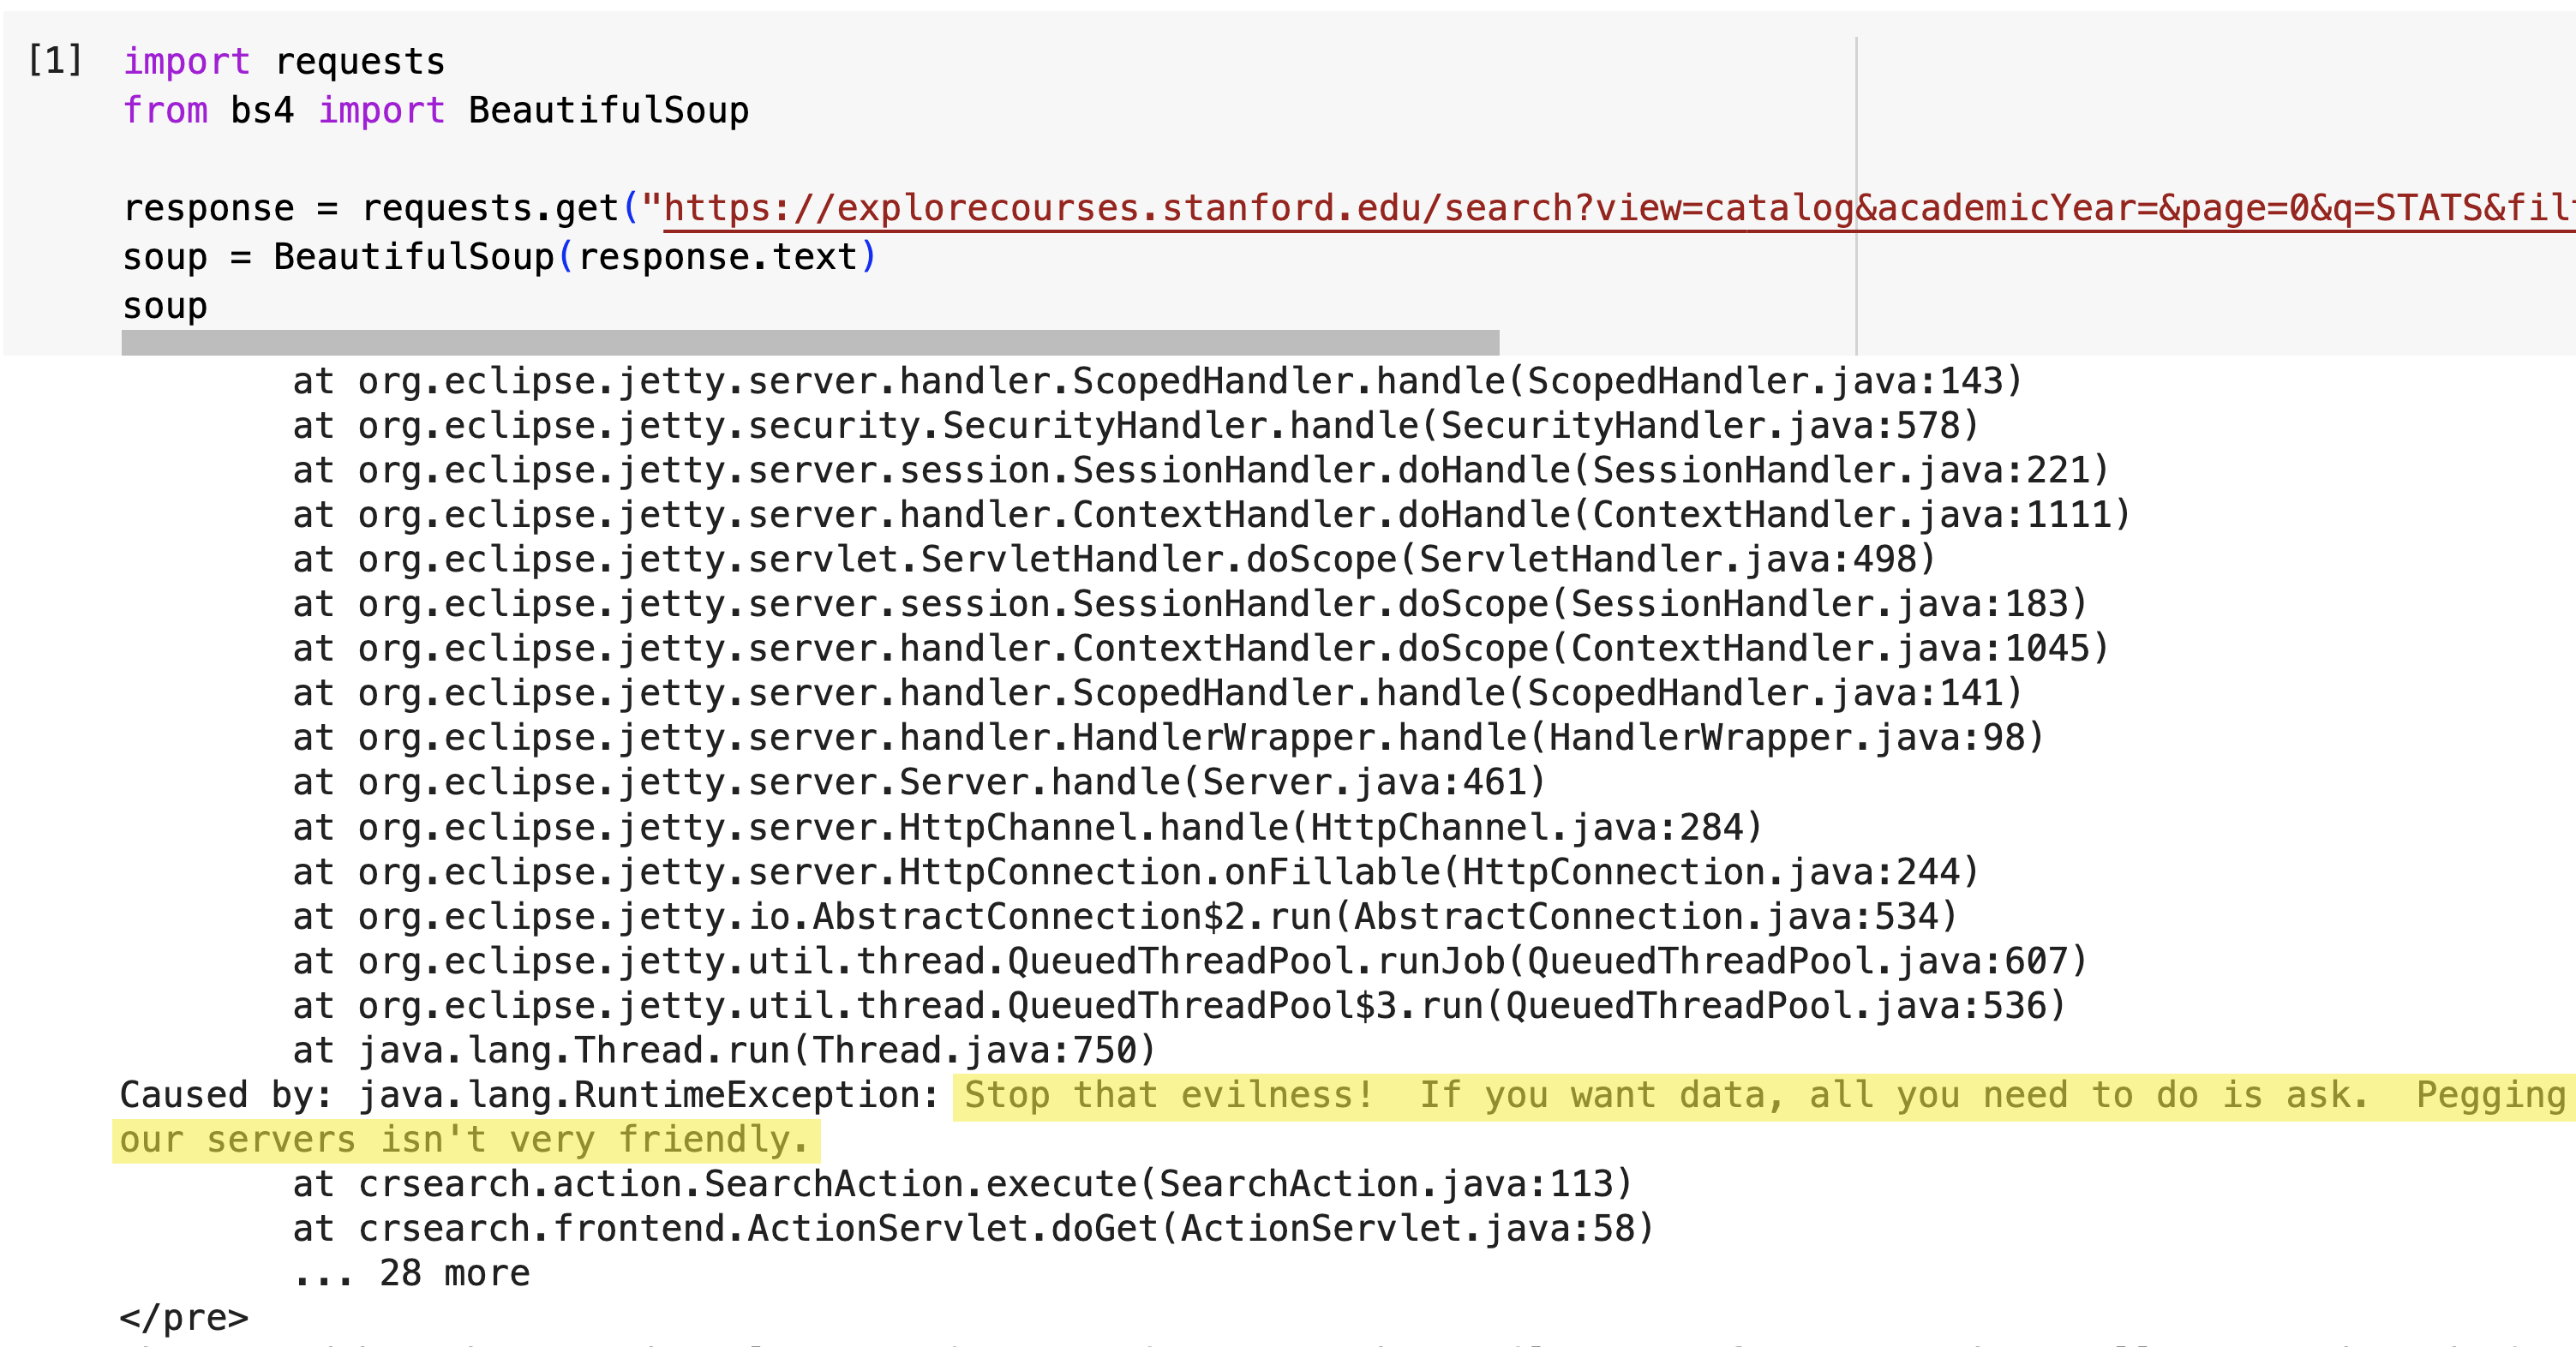 [1] import requests
from bs4 import BeautifulSoup
response = requests.get("https://explorecourses.stanford.edu/search?view=catalog&academicYear=&page=0&q=STATS&filt
soup = BeautifulSoup(response.text)
soup
at org.eclipse.jetty.server.handler.ScopedHandler.handle(ScopedHandler.java:143)
at org.eclipse.jetty.security.SecurityHandler.handle(SecurityHandler.java:578)
at org.eclipse.jetty.server.session.SessionHandler.doHandle(SessionHandler.java:221)
at org.eclipse.jetty.server.handler.ContextHandler.doHandle(ContextHandler.java:1111)
at org.eclipse.jetty.servlet.ServletHandler.doScope(ServletHandler.java:498)
at org.eclipse.jetty.server.session.SessionHandler.doScope(SessionHandler.java:183)
at org.eclipse.jetty.server.handler.ContextHandler.doScope(ContextHandler.java:1045)
at org.eclipse.jetty.server.handler.ScopedHandler.handle(ScopedHandler.java:141)
at org.eclipse.jetty.server.handler.HandlerWrapper.handle(HandlerWrapper.java:98)
at org.eclipse.jetty.server.Server.handle(Server.java:461)
at org.eclipse.jetty.server.HttpChannel.handle(HttpChannel.java:284)
at org.eclipse.jetty.server.HttpConnection.onFillable(HttpConnection.java:244)
at org.eclipse.jetty.io.AbstractConnection$2.run(AbstractConnection.java:534)
at org.eclipse.jetty.util.thread.QueuedThreadPool.runJob(QueuedThreadPool.java:607)
at org.eclipse.jetty.util.thread.QueuedThreadPool$3.run(QueuedThreadPool.java:536)
at java.lang.Thread.run(Thread.java:750)
Caused by: java.lang.RuntimeException: Stop that evilness!  If you want data, all you need to do is ask.  Pegging
our servers isn't very friendly.
at crsearch.action.SearchAction.execute(SearchAction.java:113)
at crsearch.frontend.ActionServlet.doGet(ActionServlet.java:58)
... 28 more
</pre>